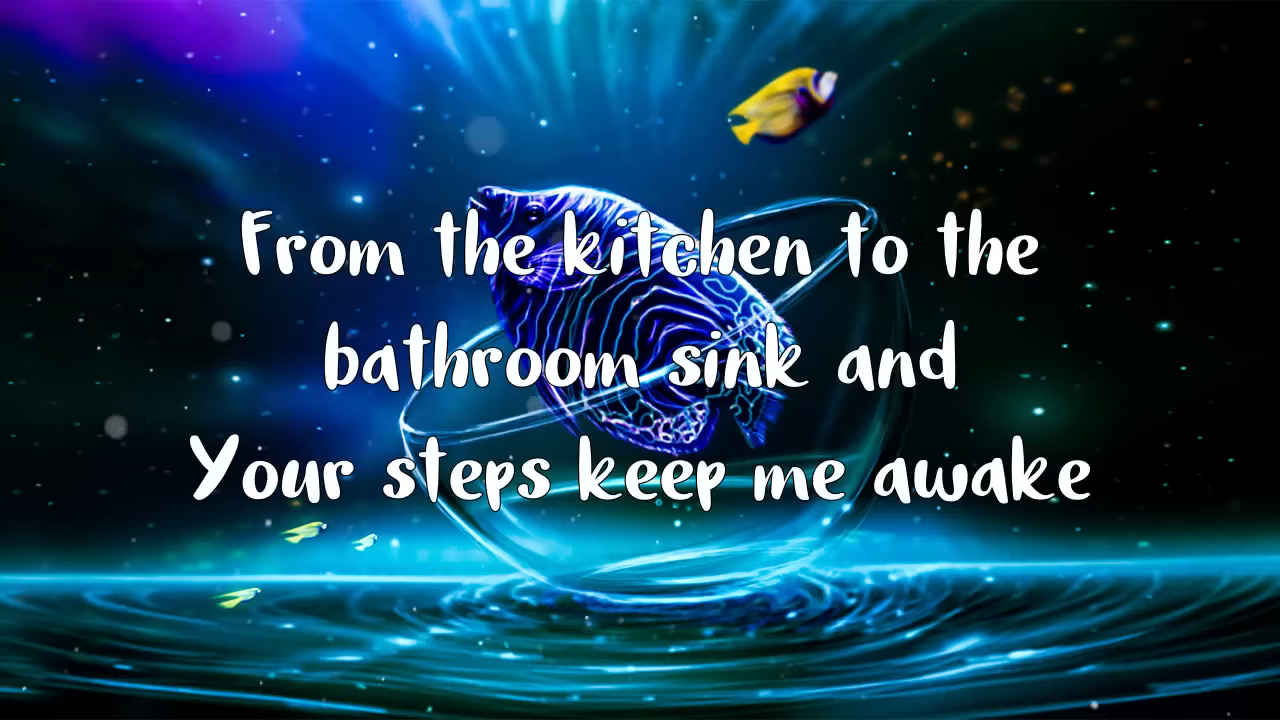 From the kitchen to the
bathroom sink and
Your steps keep me awake